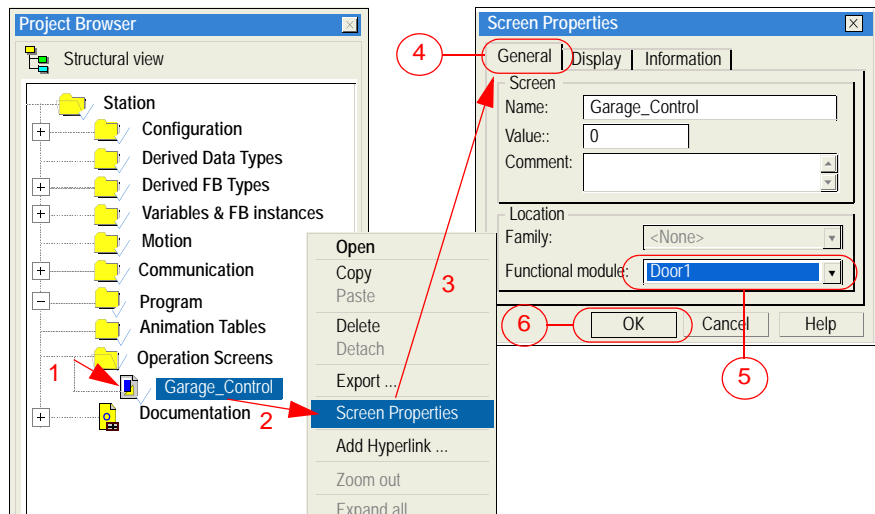 Project Browser
Structural view
Station
Configuration
Derived Data Types
Derived FB Types
Variables & FB instances
Motion
Communication
Program
Animation Tables
Operation Screens
1
Garage_Control
2
Documentation
Open
Copy
Paste
3
Delete
Detach
Export ...
Screen Properties
Add Hyperlink ...
Zoom out
Expand all
Screen Properties
4
General
Display
Information
Screen
Name:
Garage_Control
Value::
0
Comment:
Location
Family:
<None>
Functional module:
Door1
6
OK
Cancel
Help
5